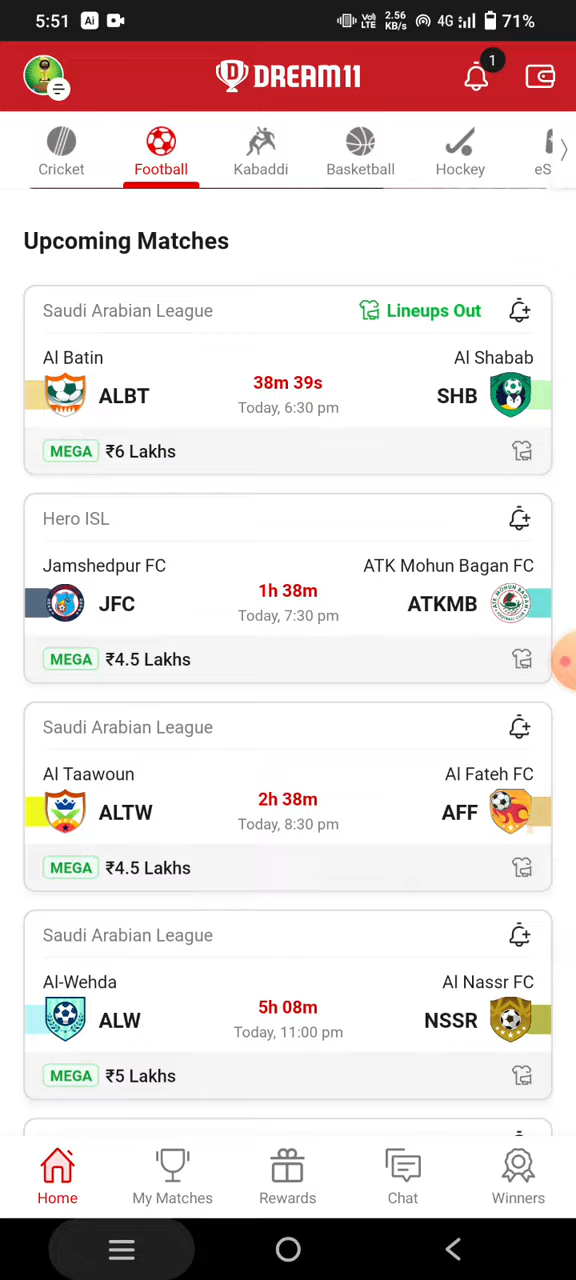 5:51 Ai Voi LTE 2.56 KB/s 4G 71%
DREAM11 1
Cricket Football Kabaddi Basketball Hockey eS
Upcoming Matches
Saudi Arabian League Lineups Out
Al Batin Al Shabab
ALBT 38m 39s SHB
Today, 6:30 pm
MEGA ₹6 Lakhs
Hero ISL
Jamshedpur FC ATK Mohun Bagan FC
JFC 1h 38m ATKMB
Today, 7:30 pm
MEGA ₹4.5 Lakhs
Saudi Arabian League
Al Taawoun Al Fateh FC
ALTW 2h 38m AFF
Today, 8:30 pm
MEGA ₹4.5 Lakhs
Saudi Arabian League
Al-Wehda Al Nassr FC
ALW 5h 08m NSSR
Today, 11:00 pm
MEGA ₹5 Lakhs
Home My Matches Rewards Chat Winners